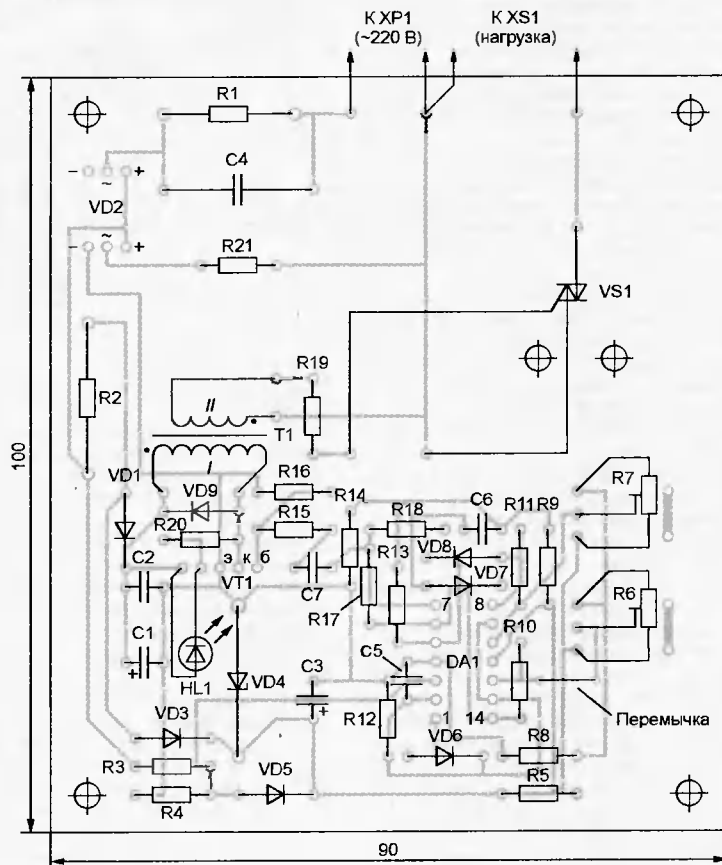 К ХР1 К XS1
(~220 В) (нагрузка)
R1
C4
− ~ +
VD2
− ~ +
R21
VS1
R19
II
T1
I
R2
100
VD1
VD9
R16
R14
R18
C6
R11
R9
R7
R20
R15
R13
VD8
VD7
э к б
C2
VT1
C7
R17
7 8
R6
R10
C1
+
HL1
VD4
C3
+
C5
DA1
R12
1 14
Перемычка
VD3
VD6
R8
R3
VD5
R5
R4
90